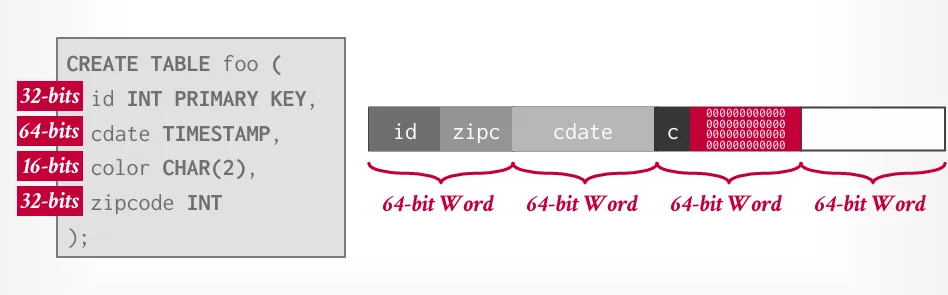 CREATE TABLE foo (
32-bits id INT PRIMARY KEY,
64-bits cdate TIMESTAMP,
16-bits color CHAR(2),
32-bits zipcode INT
);
id zipc cdate c
000000000000
000000000000
000000000000
000000000000
64-bit Word 64-bit Word 64-bit Word 64-bit Word